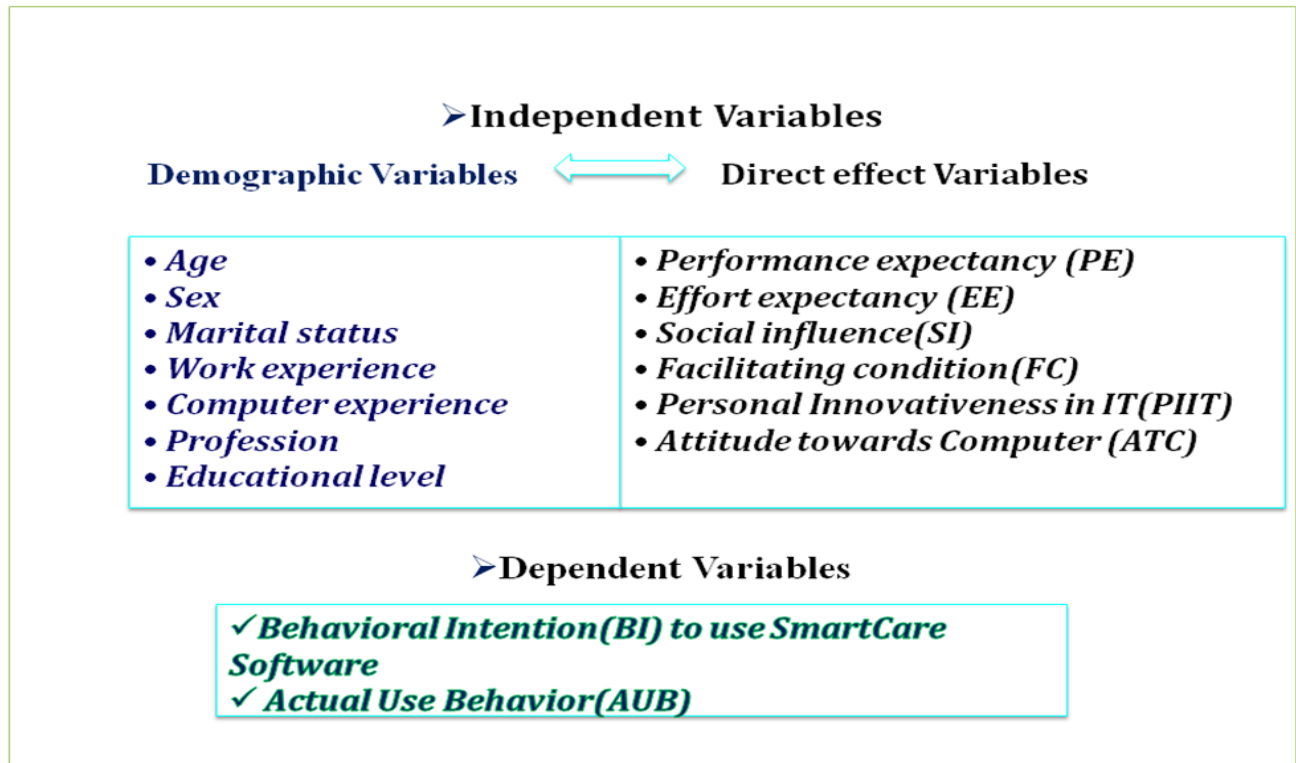 ➢Independent Variables
Demographic Variables
Direct effect Variables
• Age
• Sex
• Marital status
• Work experience
• Computer experience
• Profession
• Educational level
• Performance expectancy (PE)
• Effort expectancy (EE)
• Social influence(SI)
• Facilitating condition(FC)
• Personal Innovativeness in IT(PIIT)
• Attitude towards Computer (ATC)
➢Dependent Variables
✓Behavioral Intention(BI) to use SmartCare
Software
✓ Actual Use Behavior(AUB)